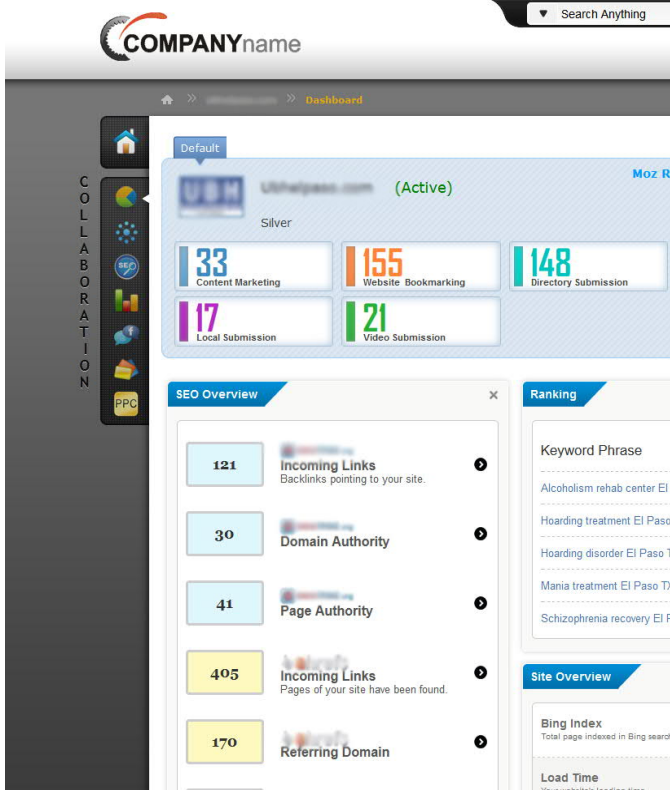 Search Anything
COMPANYname
Dashboard
Default
Moz R
UBH
(Active)
Silver
33
Content Marketing
155
Website Bookmarking
148
Directory Submission
17
Local Submission
21
Video Submission
COLLABORATION
SEO
PPC
SEO Overview
121
Incoming Links
Backlinks pointing to your site.
30
Domain Authority
41
Page Authority
405
Incoming Links
Pages of your site have been found.
170
Referring Domain
Ranking
Keyword Phrase
Alcoholism rehab center El
Hoarding treatment El Paso
Hoarding disorder El Paso T
Mania treatment El Paso TX
Schizophrenia recovery El P
Site Overview
Bing Index
Total page indexed in Bing search
Load Time